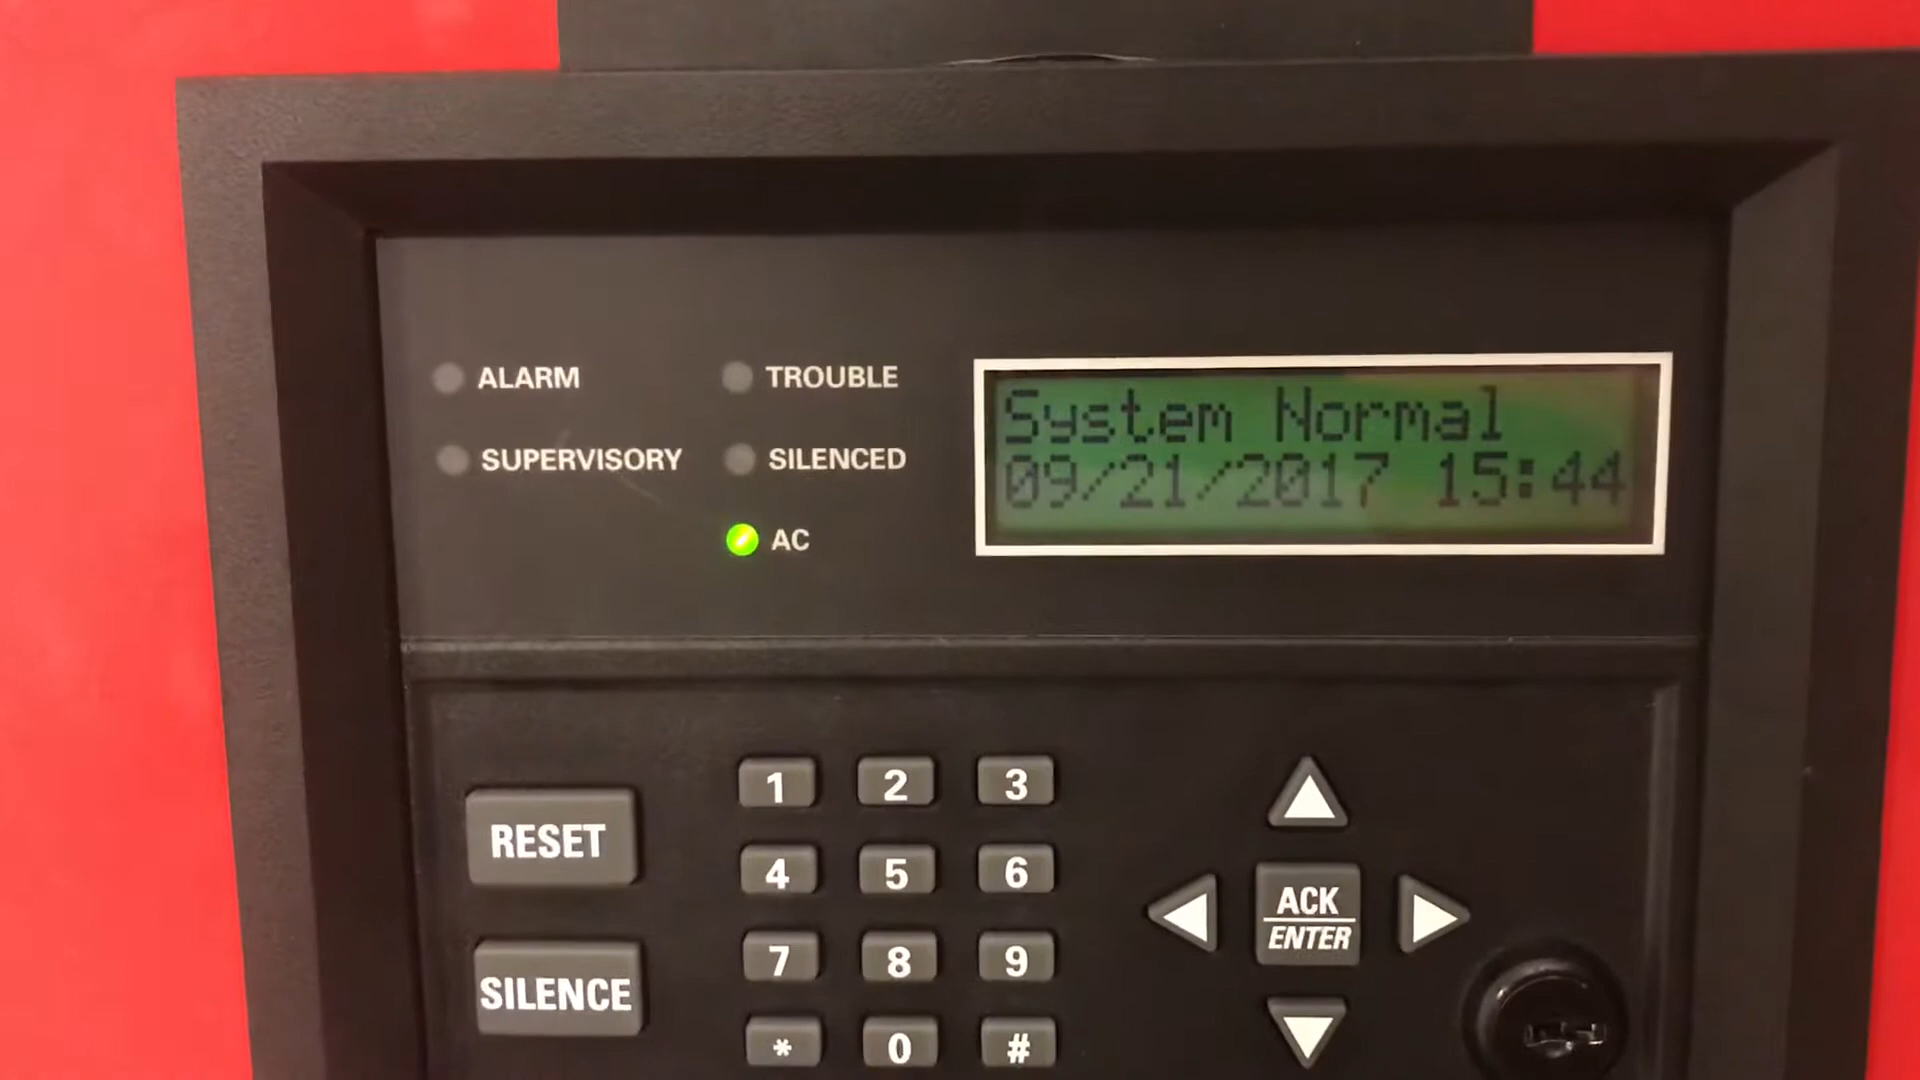 ALARM
TROUBLE
SUPERVISORY
SILENCED
AC
System Normal
09/21/2017 15:44
RESET
1 2 3
4 5 6
7 8 9
* 0 #
SILENCE
ACK
ENTER